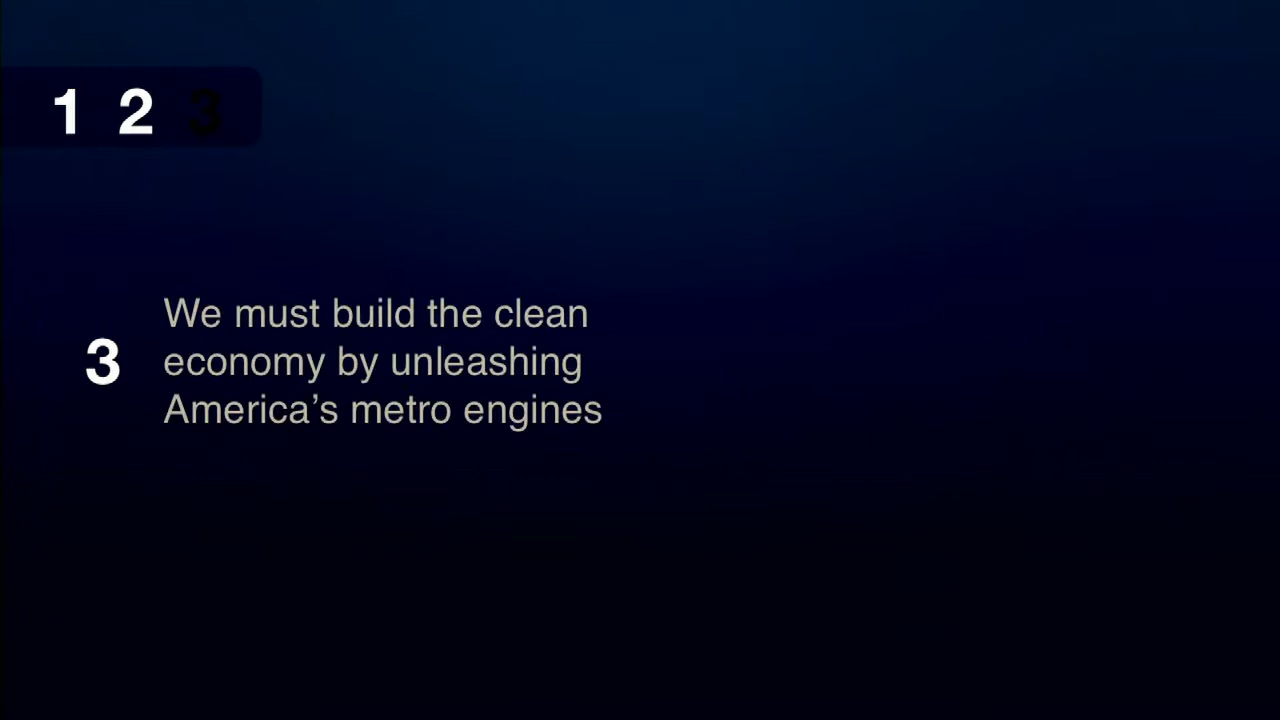 1 2 3
3
We must build the clean
economy by unleashing
America’s metro engines